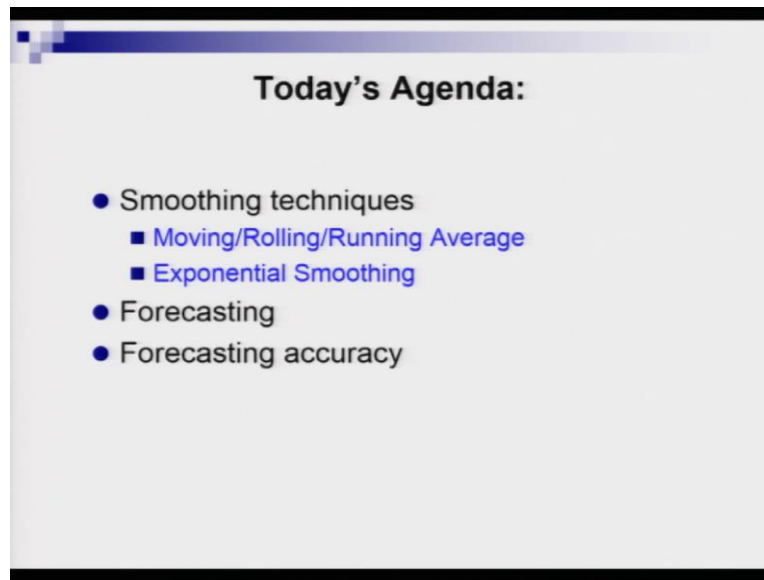 Today's Agenda:
Smoothing techniques
Moving/Rolling/Running Average
Exponential Smoothing
Forecasting
Forecasting accuracy